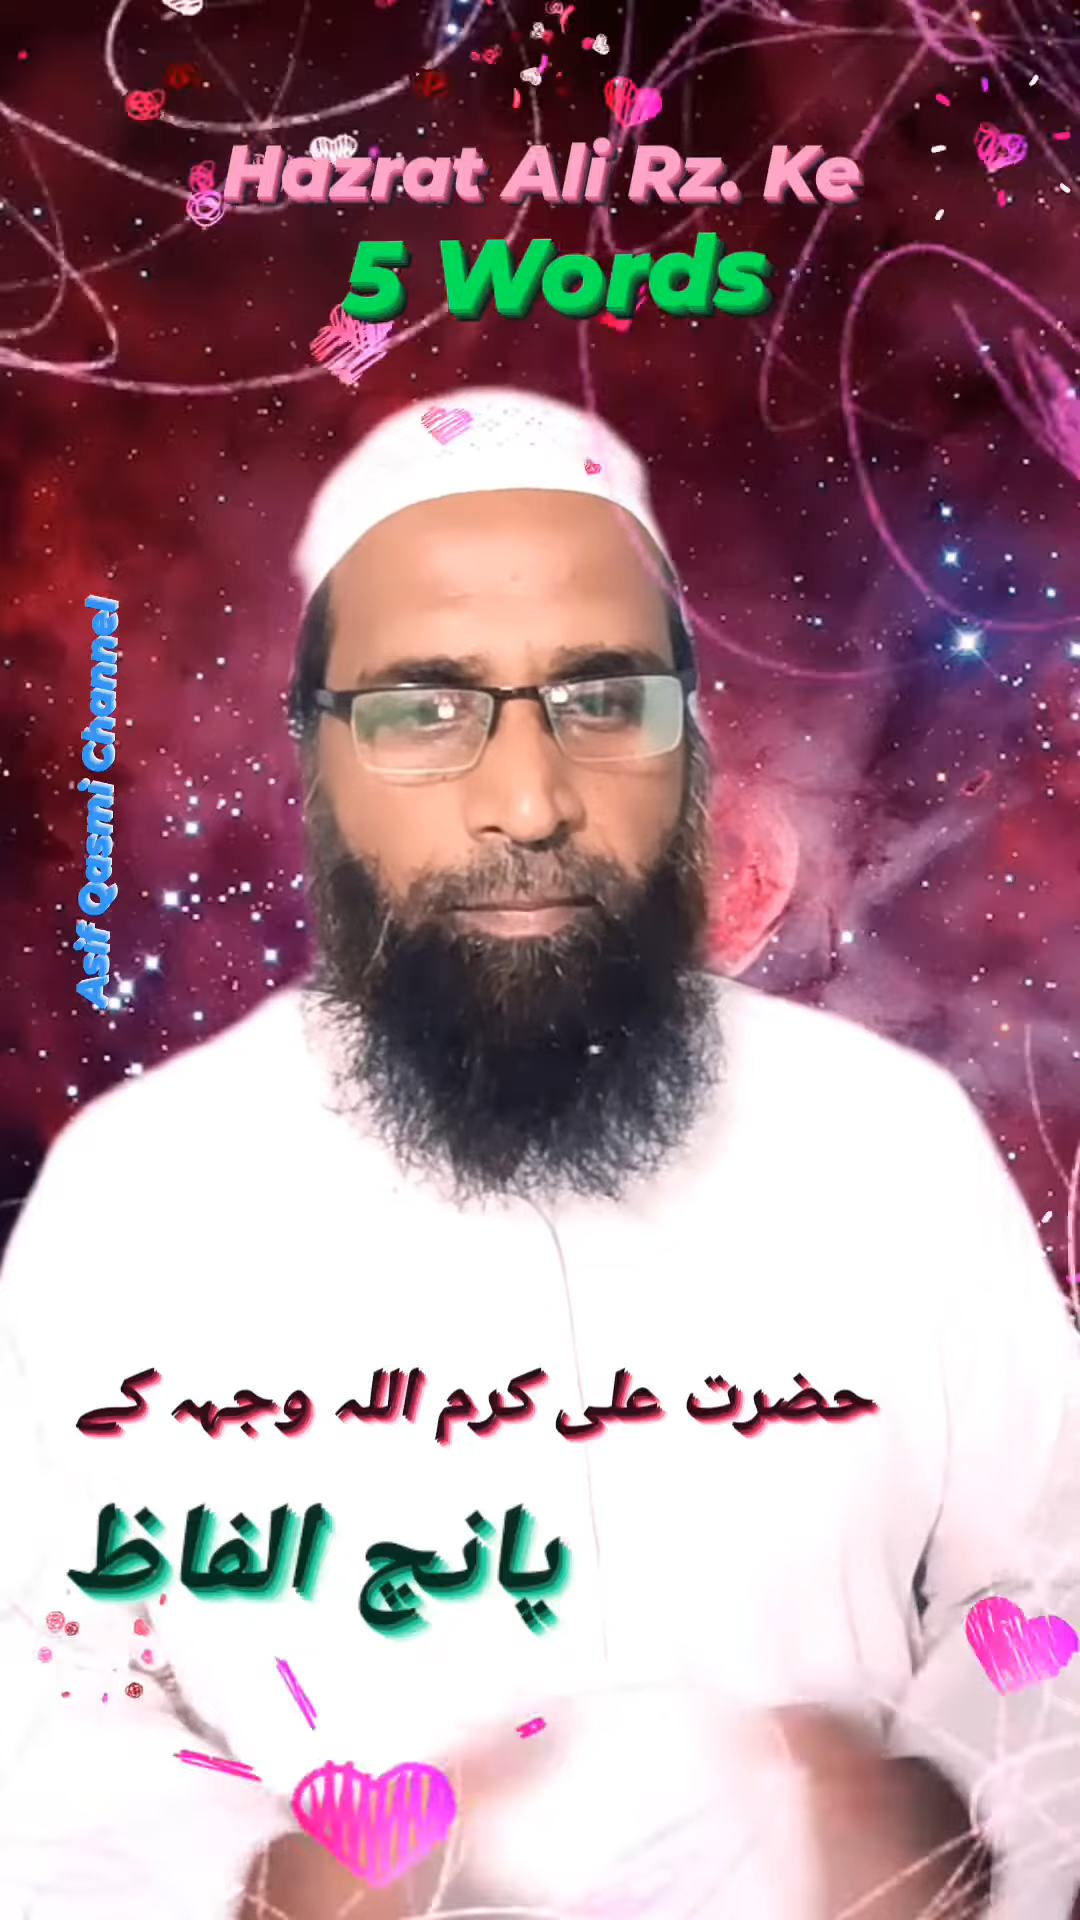 Hazrat Ali Rz. Ke
5 Words
Asif Qasmi Channel
حضرت علی کرم اللہ وجہہ کے
پانچ الفاظ